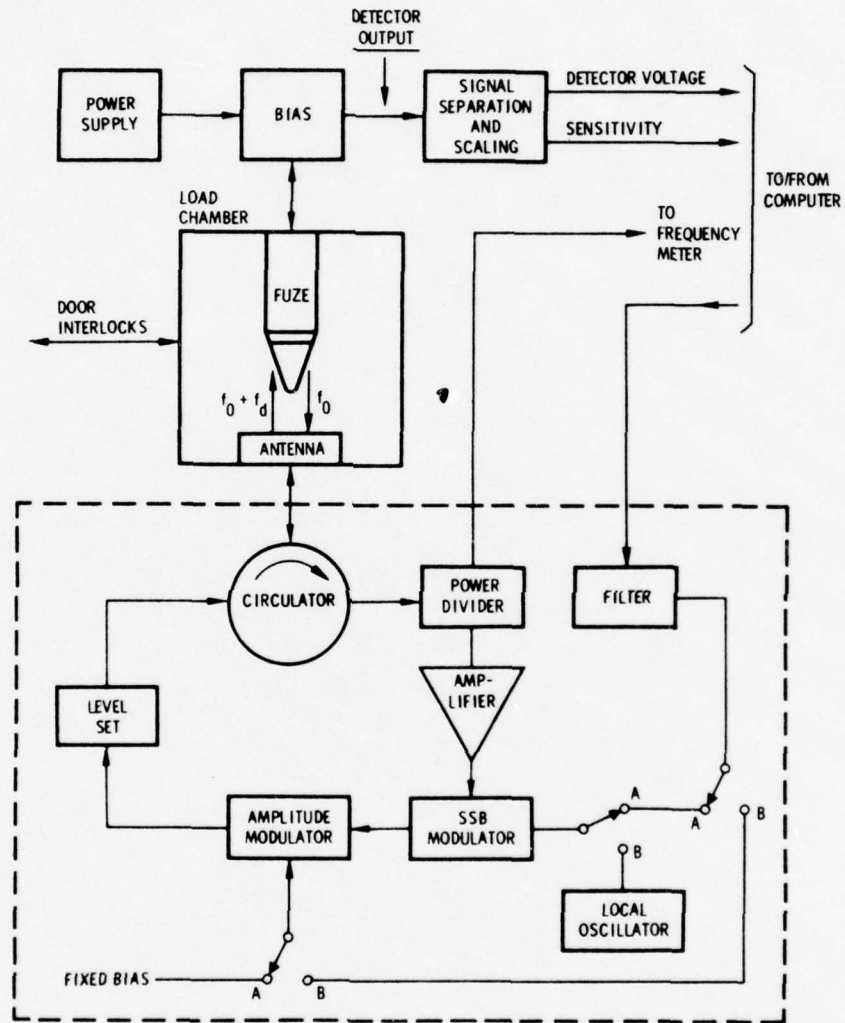 DETECTOR
OUTPUT
POWER
SUPPLY
BIAS
SIGNAL
SEPARATION
AND
SCALING
DETECTOR VOLTAGE
SENSITIVITY
TO/FROM
COMPUTER
TO
FREQUENCY
METER
LOAD
CHAMBER
FUZE
DOOR
INTERLOCKS
f0 + fd
f0
ANTENNA
CIRCULATOR
POWER
DIVIDER
FILTER
AMP-
LIFIER
LEVEL
SET
AMPLITUDE
MODULATOR
SSB
MODULATOR
A
A
B
B
LOCAL
OSCILLATOR
FIXED BIAS
A
B